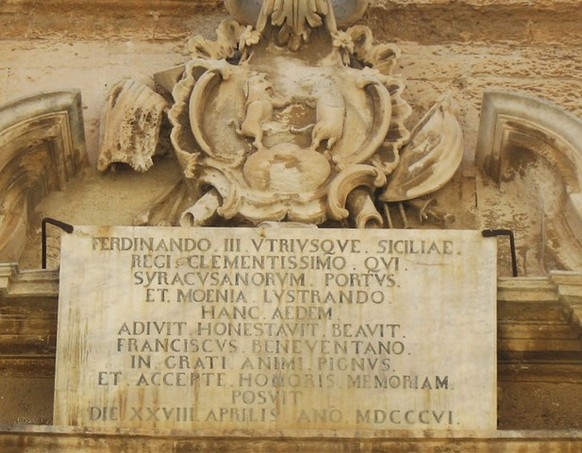 FERDINANDO . III . VTRIVSQVE . SICILIAE .
REGI . CLEMENTISSIMO . QVI .
SYRACVSANORVM . PORTVS .
ET . MOENIA . LVSTRANDO .
HANC . AEDEM .
ADIVIT . HONESTAVIT . BEAVIT .
FRANCISCVS . BENEVENTANO .
IN . GRATI . ANIMI . PIGNVS .
ET . ACCEPTE . HONORIS . MEMORIAM .
POSVIT
DIE . XXVIII . APRILIS . ANO . MDCCCVI .